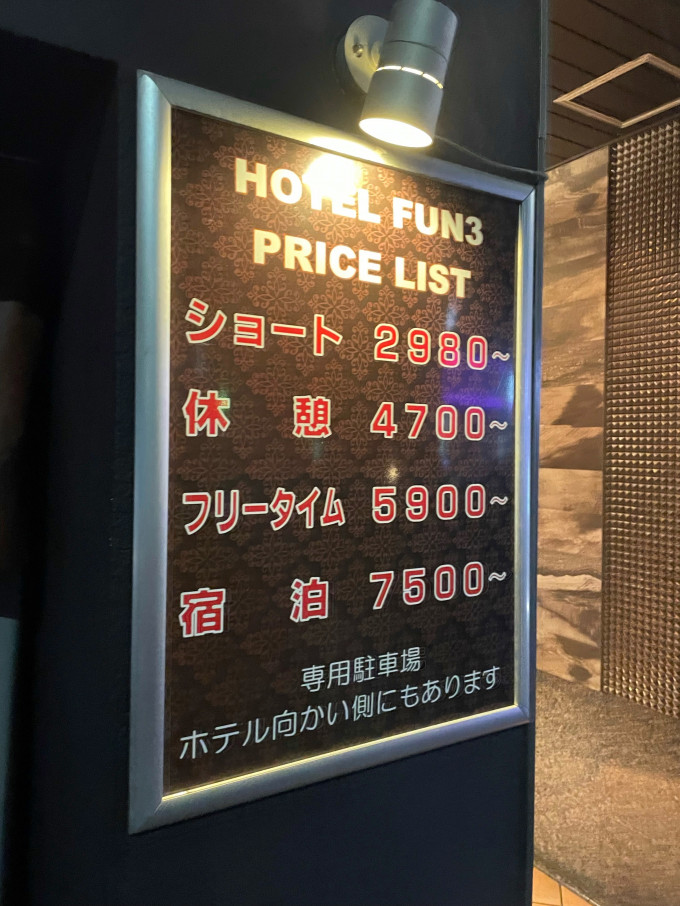 HOTEL FUN3
PRICE LIST
ショート 2980~
休憩 4700~
フリータイム 5900~
宿泊 7500~
専用駐車場
ホテル向かい側にもあります